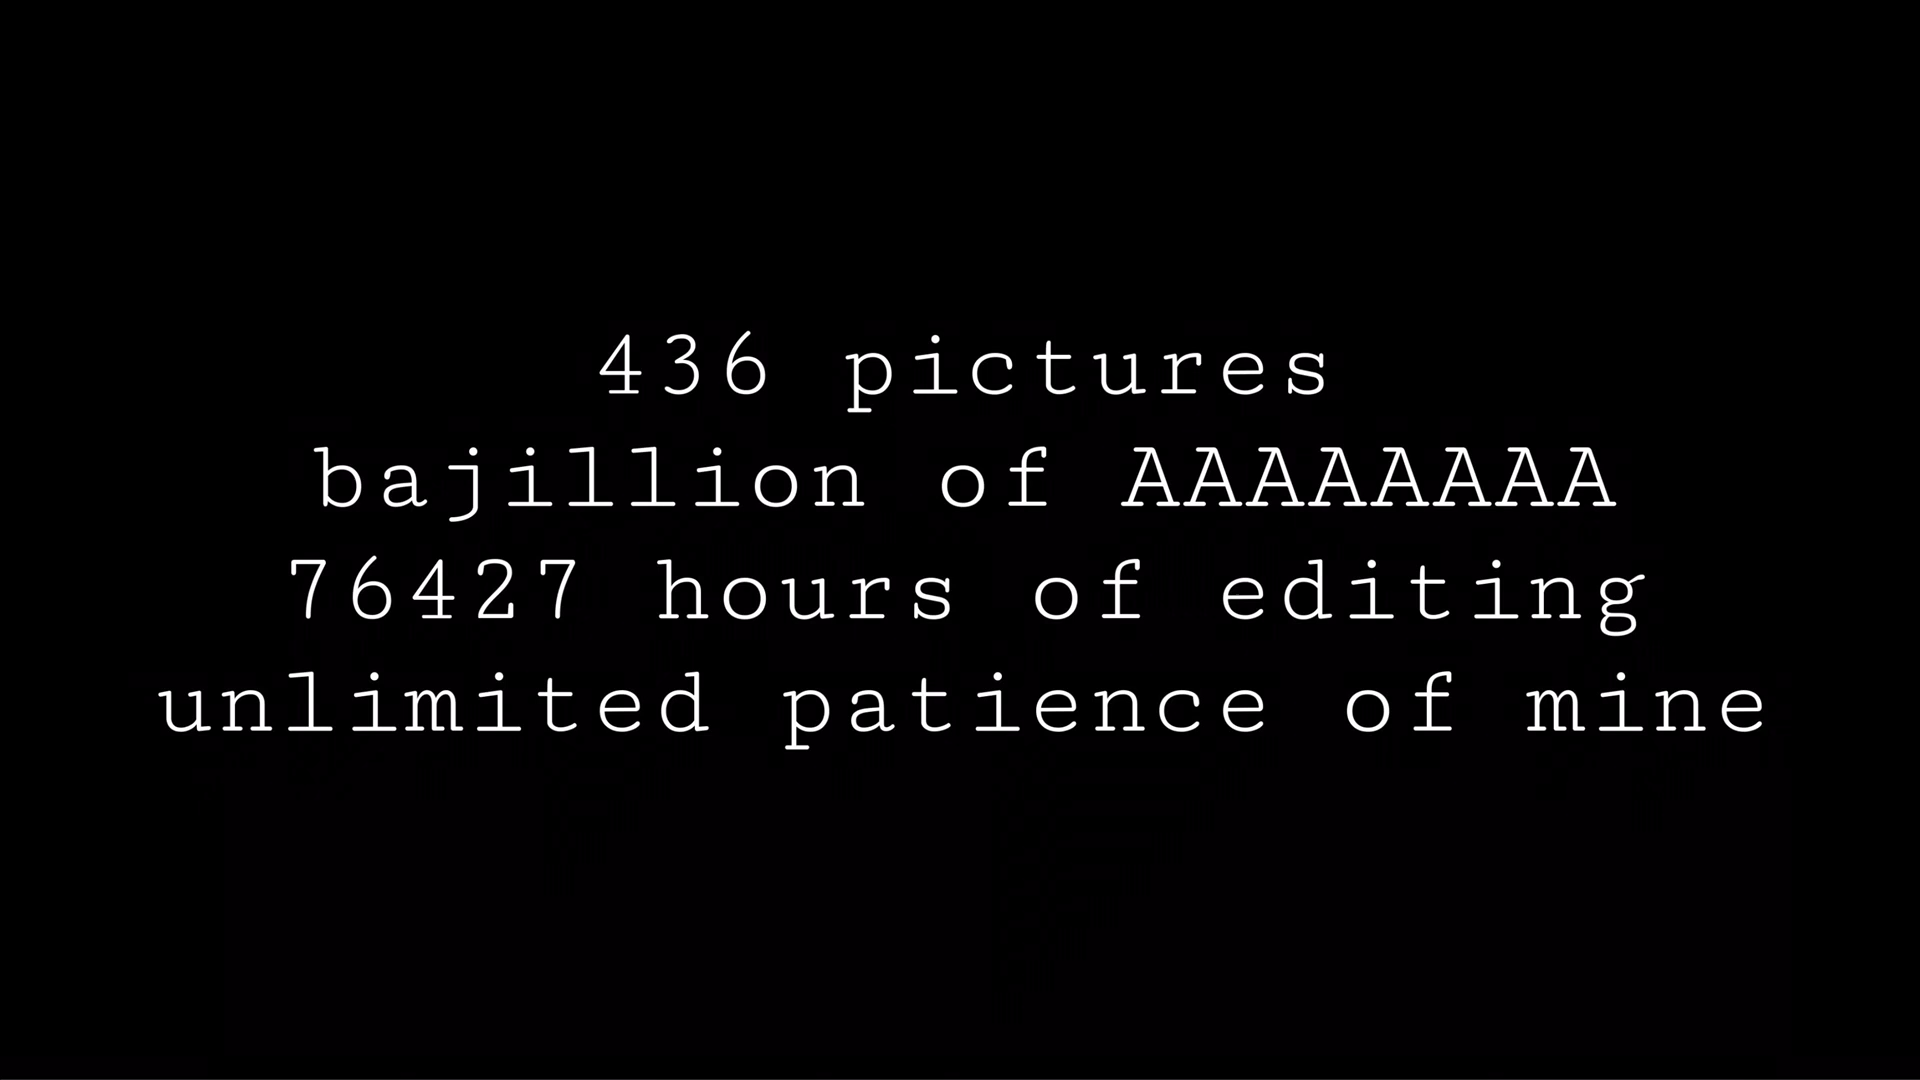 436 pictures
bajillion of AAAAAAAA
76427 hours of editing
unlimited patience of mine